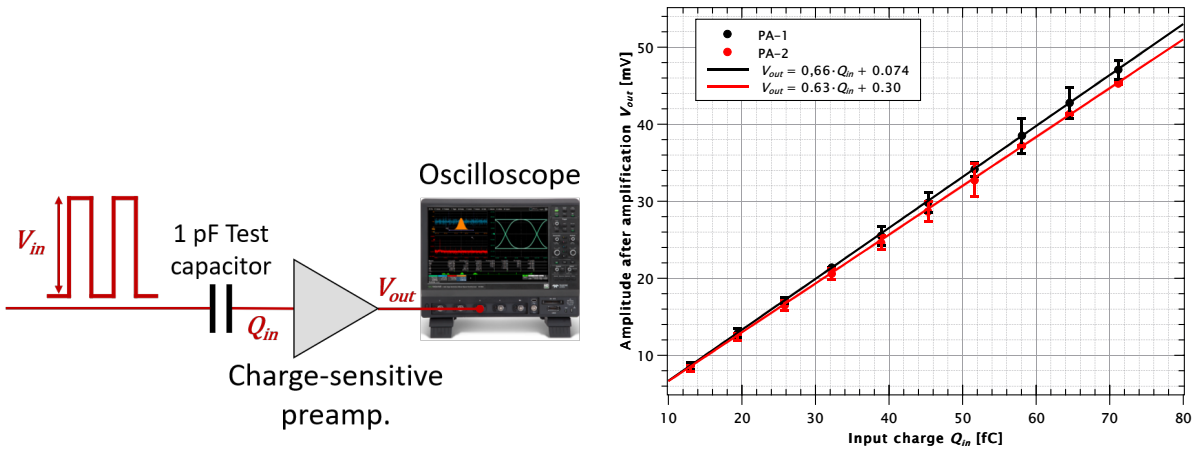 V_in
1 pF Test
capacitor
Q_in
Charge-sensitive
preamp.
V_out
Oscilloscope
Amplitude after amplification V_out [mV]
50
40
30
20
10
PA-1
PA-2
V_out = 0,66·Q_in + 0.074
V_out = 0.63·Q_in + 0.30
10 20 30 40 50 60 70 80
Input charge Q_in [fC]